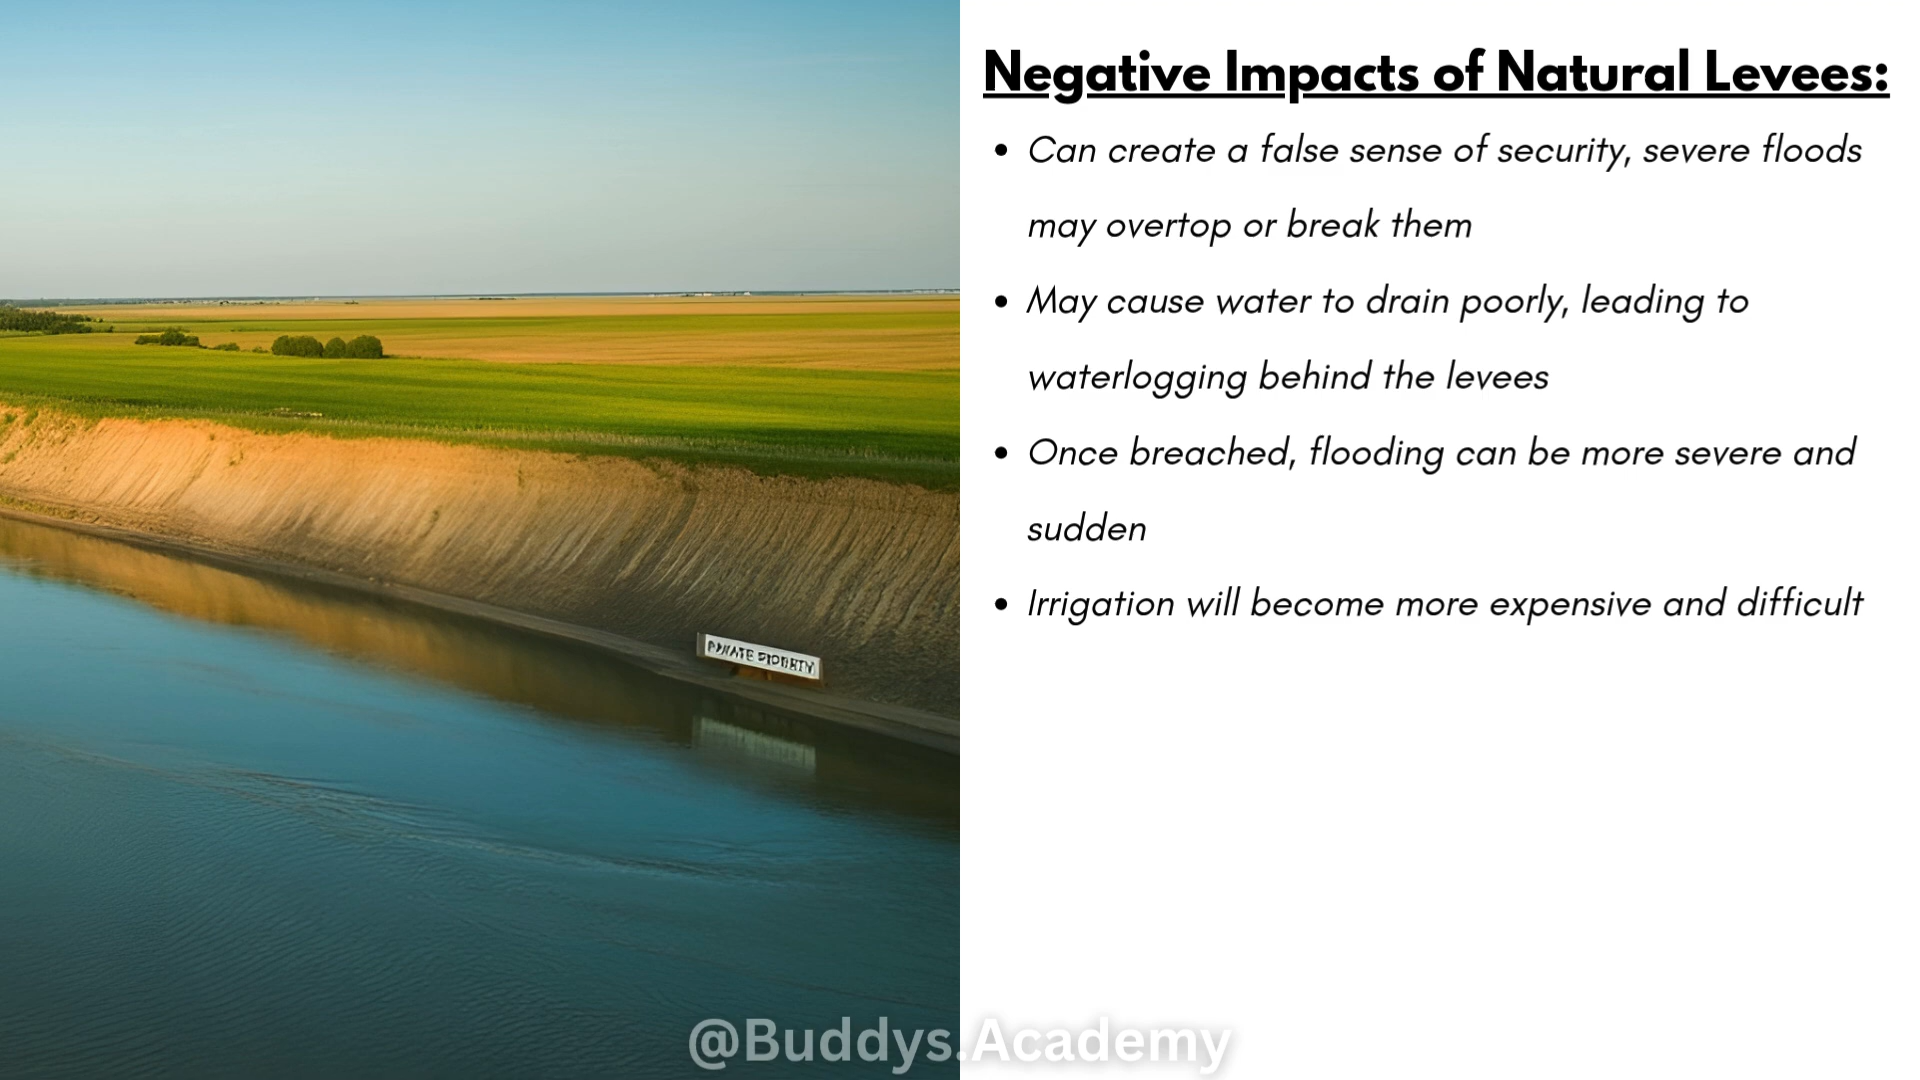 Negative Impacts of Natural Levees:
• Can create a false sense of security, severe floods
may overtop or break them
• May cause water to drain poorly, leading to
waterlogging behind the levees
• Once breached, flooding can be more severe and
sudden
• Irrigation will become more expensive and difficult
@Buddys.Academy